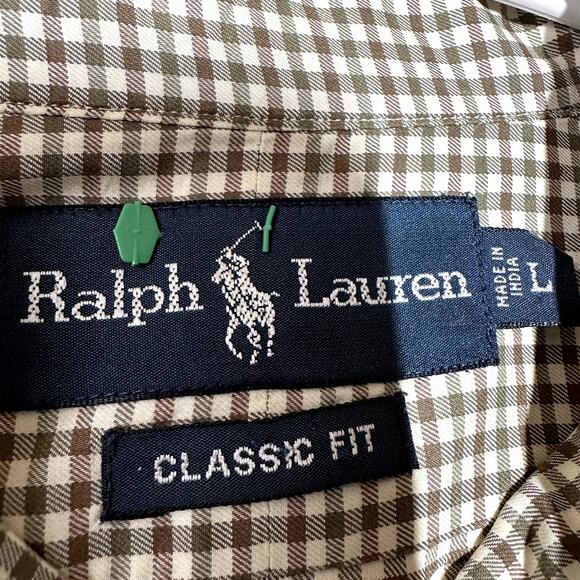 Ralph Lauren
MADE IN
INDIA
L
CLASSIC FIT